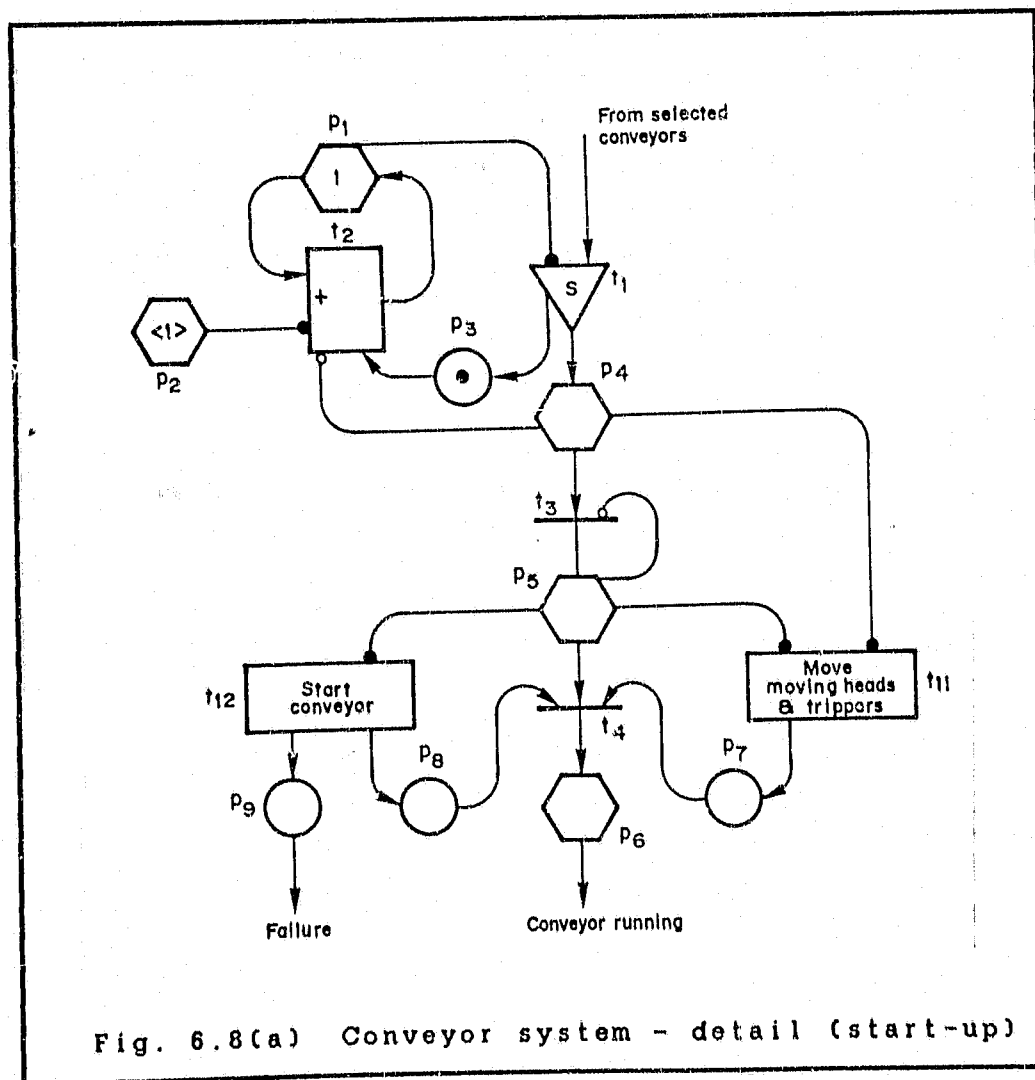 From selected
conveyors
p1
1
t2
+
S
t1
<1>
p2
p3
p4
t3
p5
t12
Start
conveyor
Move
moving heads
& trippors
t11
t4
p8
p7
p9
p6
Failure
Conveyor running
Fig. 6.8(a) Conveyor system - detail (start-up)